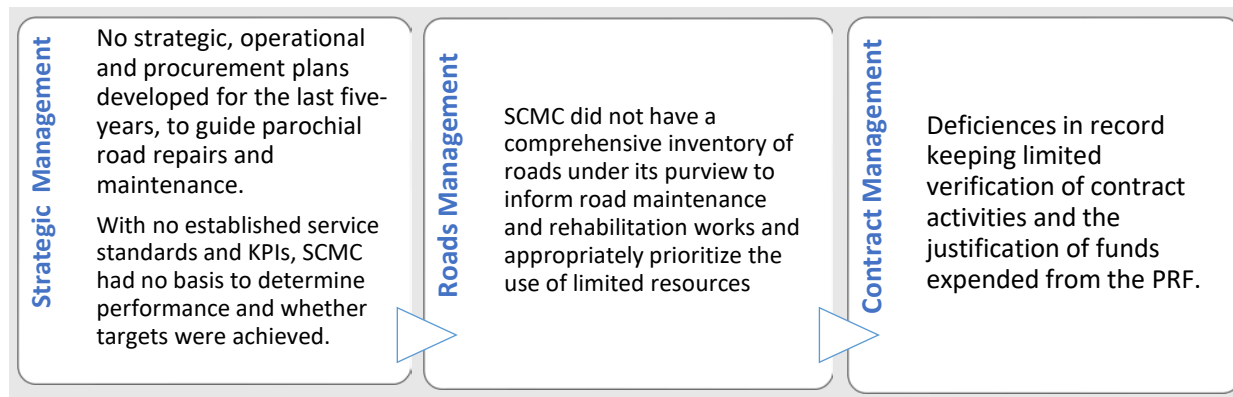 Strategic Management
No strategic, operational
and procurement plans
developed for the last five-
years, to guide parochial
road repairs and
maintenance.
With no established service
standards and KPIs, SCMC
had no basis to determine
performance and whether
targets were achieved.
Roads Management
SCMC did not have a
comprehensive inventory of
roads under its purview to
inform road maintenance
and rehabilitation works and
appropriately prioritize the
use of limited resources
Contract Management
Deficiences in record
keeping limited
verification of contract
activities and the
justification of funds
expended from the PRF.